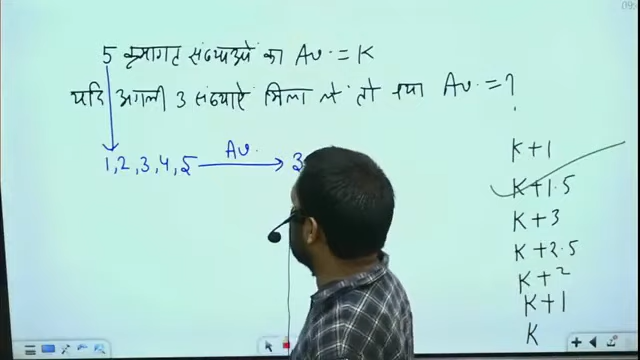 5 क्रमागत संख्याओं का Av. = K
यदि अगली 3 संख्याऐं मिला लें तो नया Av. = ?
1, 2, 3, 4, 5 Av. 3
K+1
K+1.5
K+3
K+2.5
K+2
K+1
K